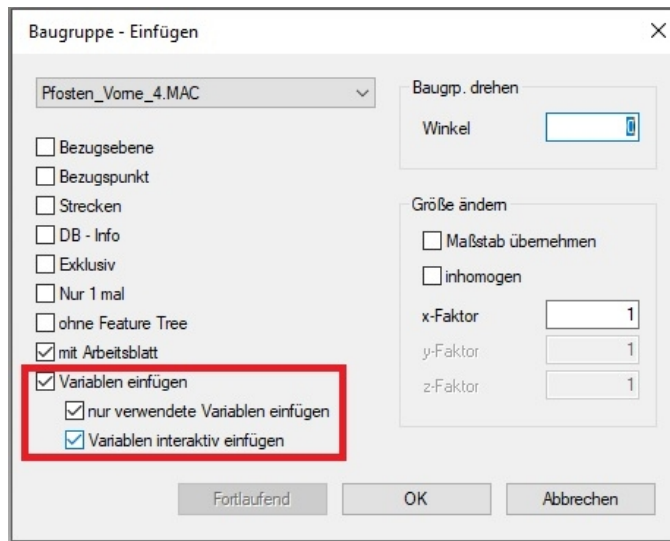 Baugruppe - Einfügen
Pfosten_Vorne_4.MAC
Bezugsebene
Bezugspunkt
Strecken
DB - Info
Exklusiv
Nur 1 mal
ohne Feature Tree
mit Arbeitsblatt
Variablen einfügen
nur verwendete Variablen einfügen
Variablen interaktiv einfügen
Baugrp. drehen
Winkel 0
Größe ändern
Maßstab übernehmen
inhomogen
x-Faktor 1
y-Faktor 1
z-Faktor 1
Fortlaufend OK Abbrechen